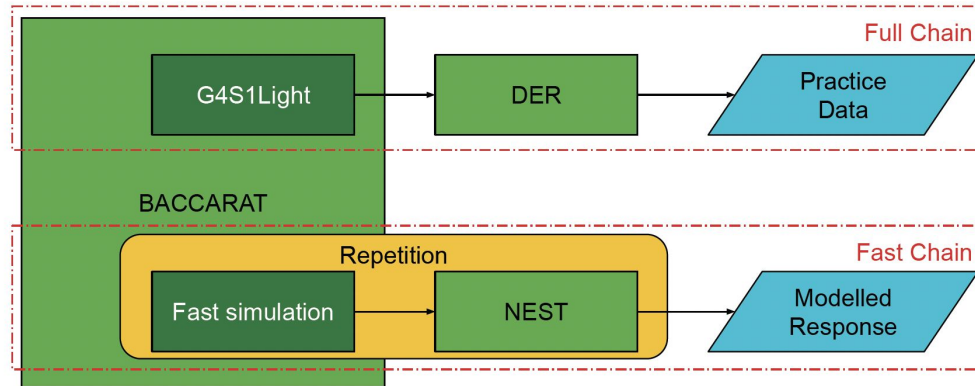 Full Chain
G4S1Light
DER
Practice
Data
BACCARAT
Fast Chain
Repetition
Fast simulation
NEST
Modelled
Response